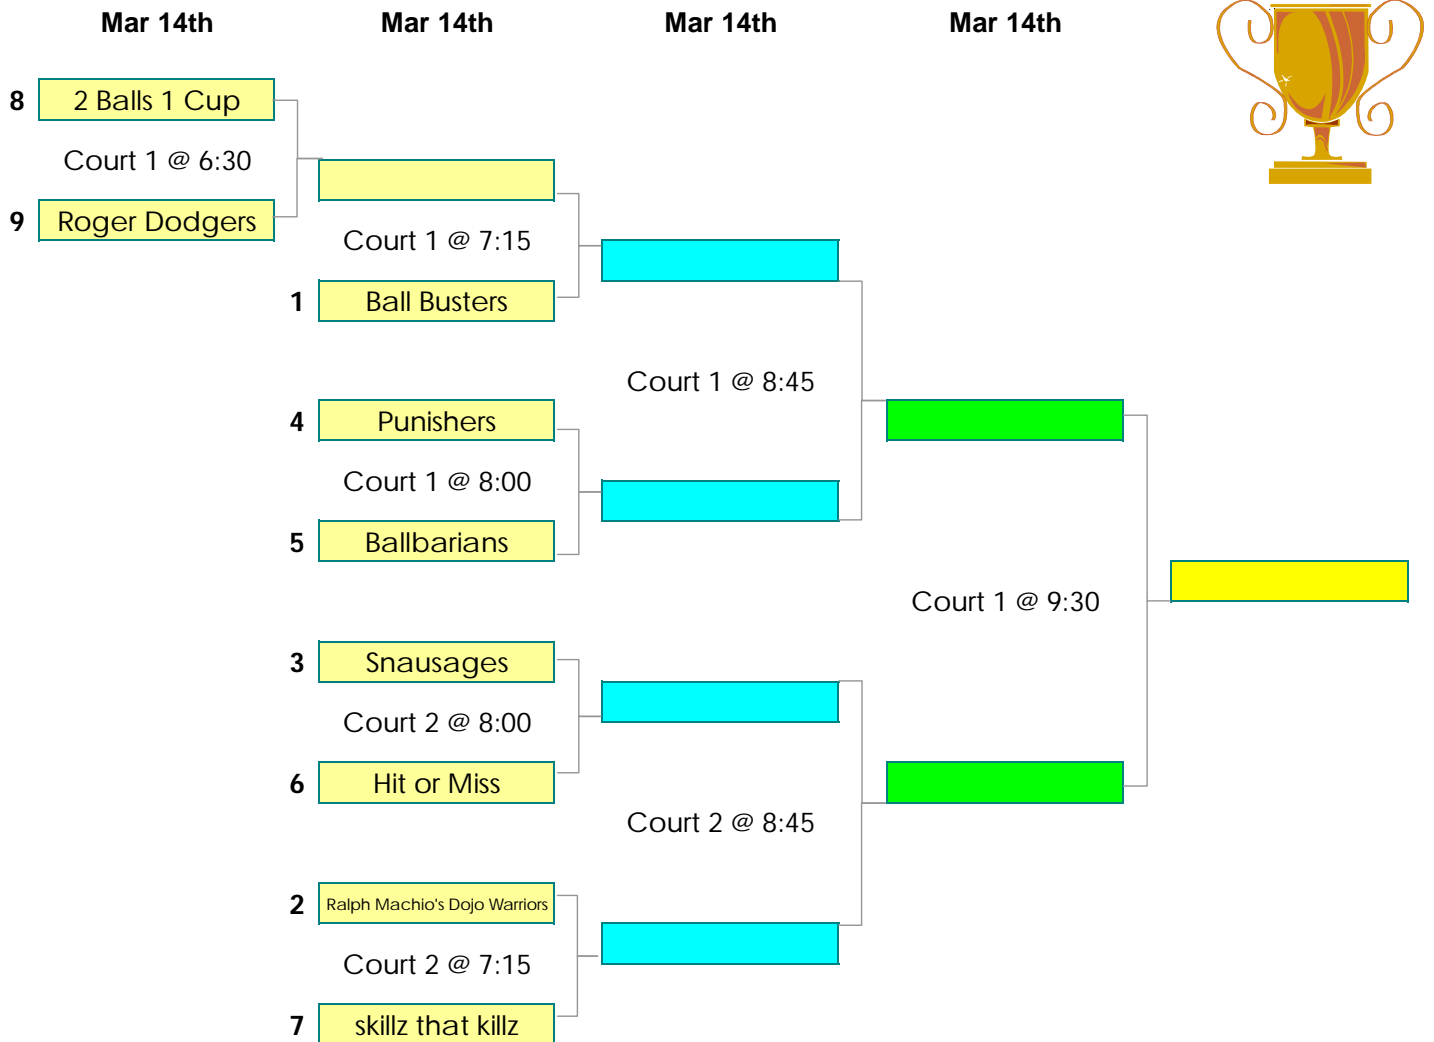 Mar 14th Mar 14th Mar 14th Mar 14th
8 2 Balls 1 Cup
Court 1 @ 6:30
9 Roger Dodgers
Court 1 @ 7:15
1 Ball Busters
Court 1 @ 8:45
4 Punishers
Court 1 @ 8:00
5 Ballbarians
Court 1 @ 9:30
3 Snausages
Court 2 @ 8:00
6 Hit or Miss
Court 2 @ 8:45
2 Ralph Machio's Dojo Warriors
Court 2 @ 7:15
7 skillz that killz